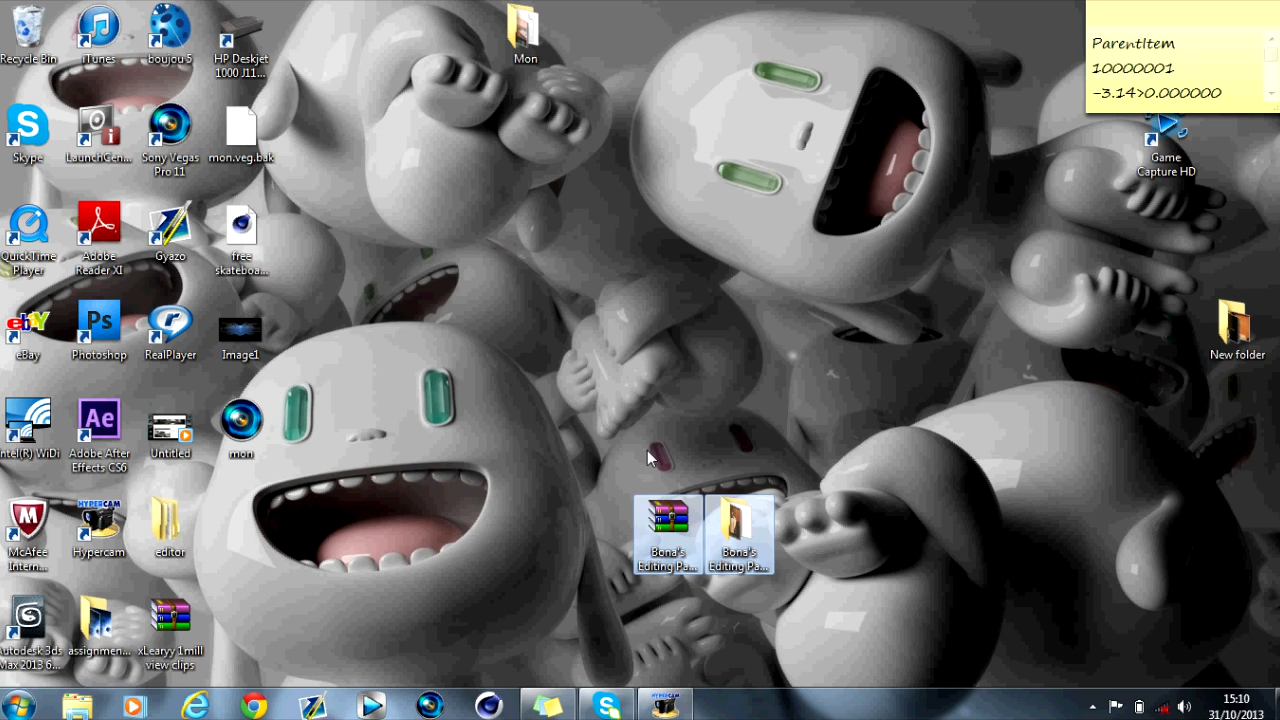 Recycle Bin
iTunes
boujou 5
HP Deskjet
1000 J11...
Mon
ParentItem
10000001
-3.14>0.000000
Skype
LaunchCen...
Sony Vegas
Pro 11
mon.veg.bak
Game
Capture HD
QuickTime
Player
Adobe
Reader XI
Gyazo
free
skateboa...
eBay
Photoshop
RealPlayer
Image1
New folder
Intel(R) WiDi
Adobe After
Effects CS6
Untitled
mon
McAfee
Intern...
HYPERCAM
Hypercam
editor
Bona's
Editing Pa...
Bona's
Editing Pa...
Autodesk 3ds
Max 2013 6...
assignmen...
xLearyy 1mill
view clips
15:10
31/10/2013